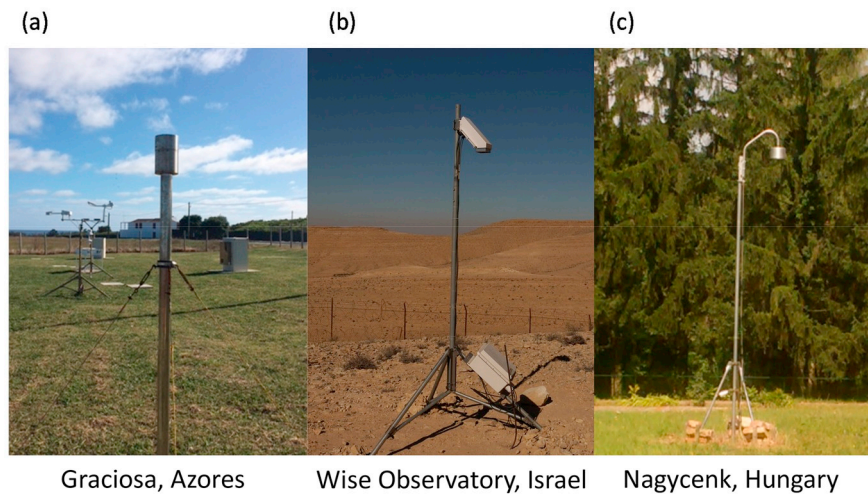 (a)
(b)
(c)
Graciosa, Azores
Wise Observatory, Israel
Nagycenk, Hungary